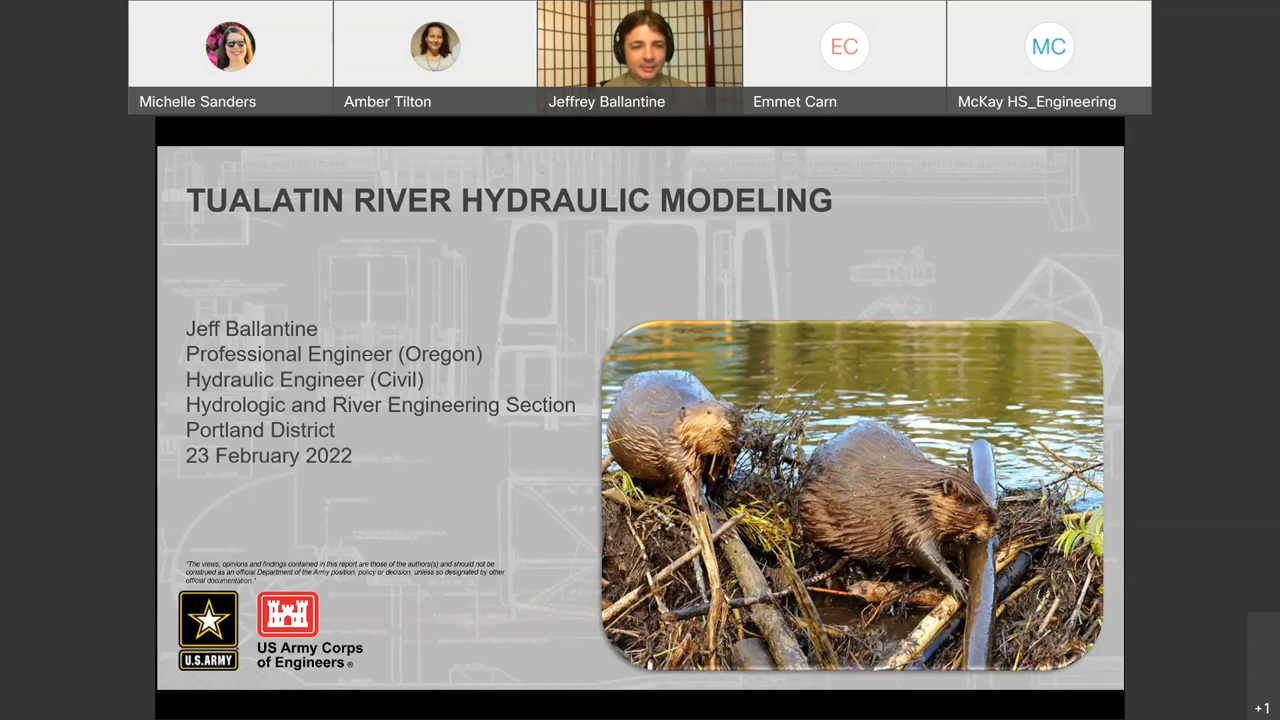 Michelle Sanders
Amber Tilton
Jeffrey Ballantine
EC
Emmet Carn
MC
McKay HS_Engineering
TUALATIN RIVER HYDRAULIC MODELING
Jeff Ballantine
Professional Engineer (Oregon)
Hydraulic Engineer (Civil)
Hydrologic and River Engineering Section
Portland District
23 February 2022
"The views, opinions and findings contained in this report are those of the authors(s) and should not be
construed as an official Department of the Army position, policy or decision, unless so designated by other
official documentation."
U.S.ARMY
US Army Corps
of Engineers ®
+1